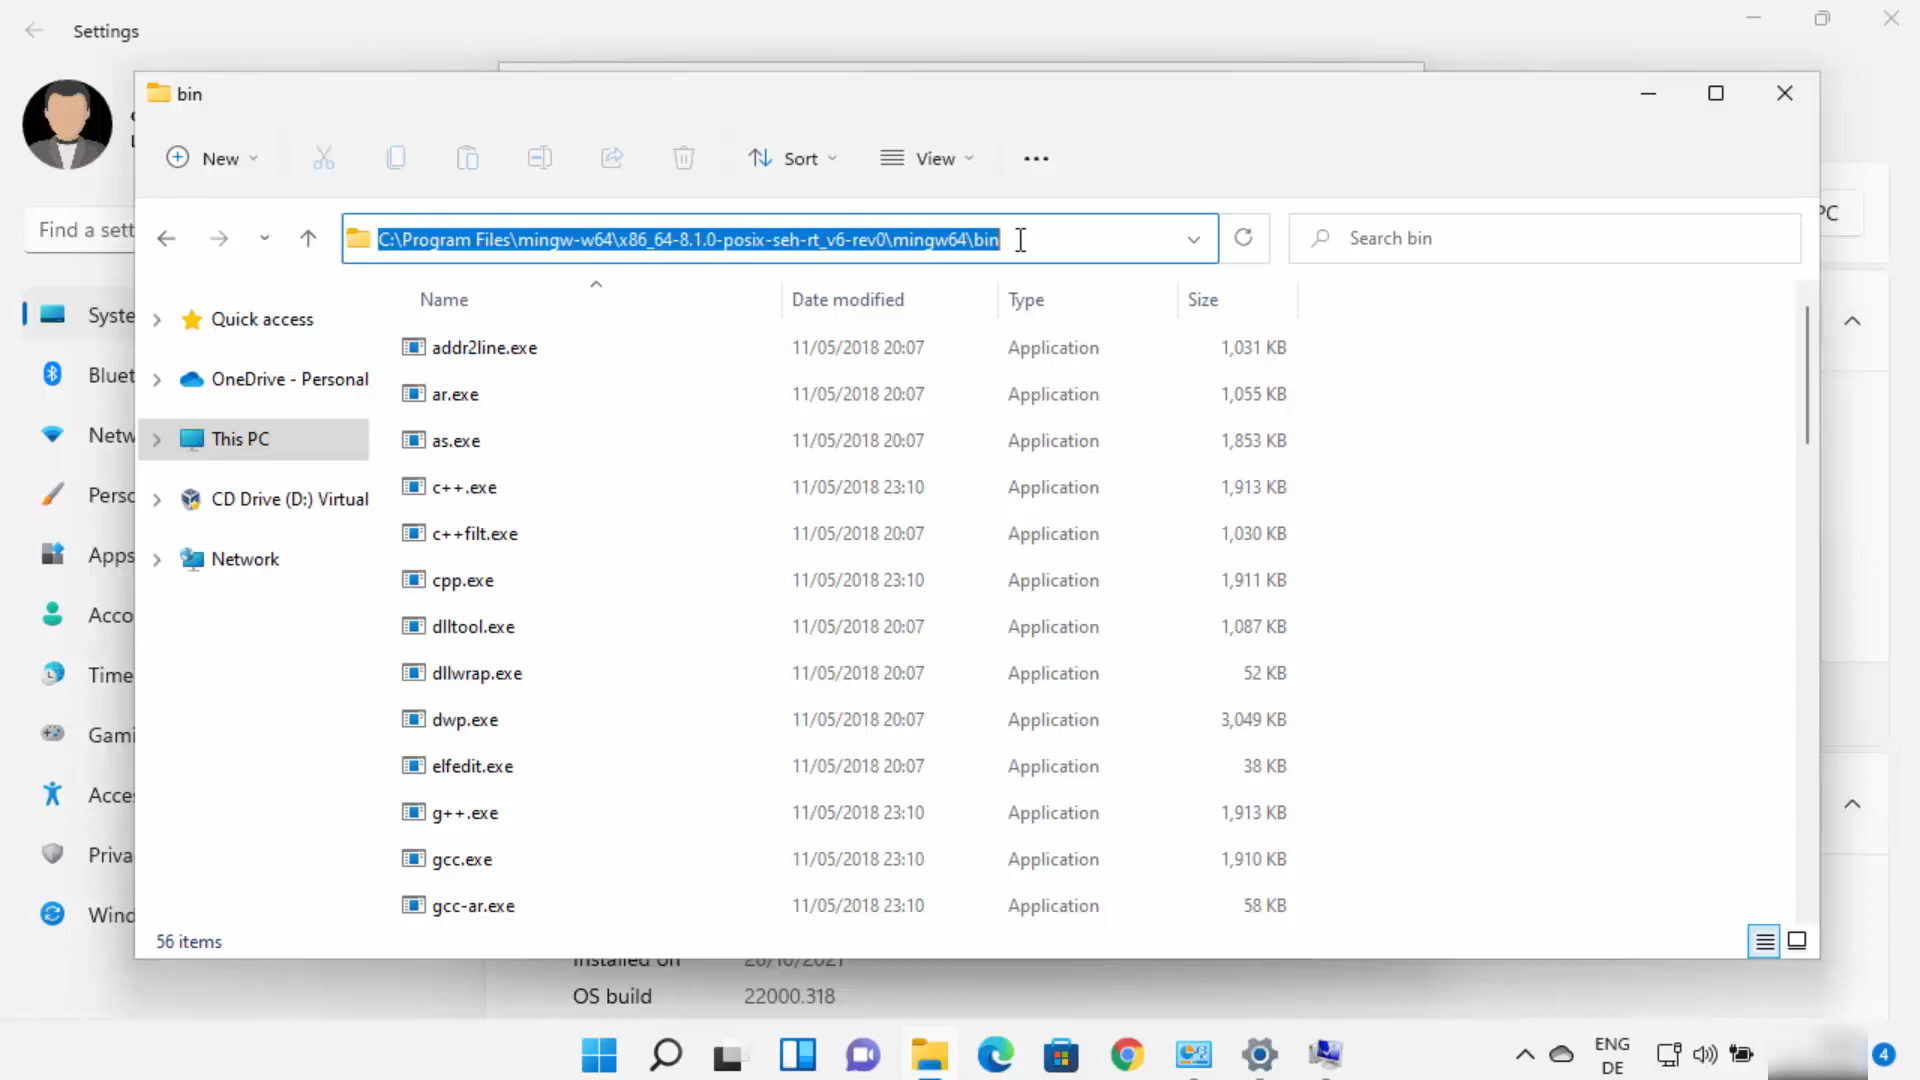 Settings
bin
New
Sort
View
C:\Program Files\mingw-w64\x86_64-8.1.0-posix-seh-rt_v6-rev0\mingw64\bin
Search bin
PC
Find a sett
Name Date modified Type Size
Syste
Bluet
Netw
Perso
Apps
Acco
Time
Gami
Acces
Priva
Wind
Quick access
OneDrive - Personal
This PC
CD Drive (D:) Virtual
Network
addr2line.exe 11/05/2018 20:07 Application 1,031 KB
ar.exe 11/05/2018 20:07 Application 1,055 KB
as.exe 11/05/2018 20:07 Application 1,853 KB
c++.exe 11/05/2018 23:10 Application 1,913 KB
c++filt.exe 11/05/2018 20:07 Application 1,030 KB
cpp.exe 11/05/2018 23:10 Application 1,911 KB
dlltool.exe 11/05/2018 20:07 Application 1,087 KB
dllwrap.exe 11/05/2018 20:07 Application 52 KB
dwp.exe 11/05/2018 20:07 Application 3,049 KB
elfedit.exe 11/05/2018 20:07 Application 38 KB
g++.exe 11/05/2018 23:10 Application 1,913 KB
gcc.exe 11/05/2018 23:10 Application 1,910 KB
gcc-ar.exe 11/05/2018 23:10 Application 58 KB
56 items
Installed on 26/10/2021
OS build 22000.318
ENG
DE
4